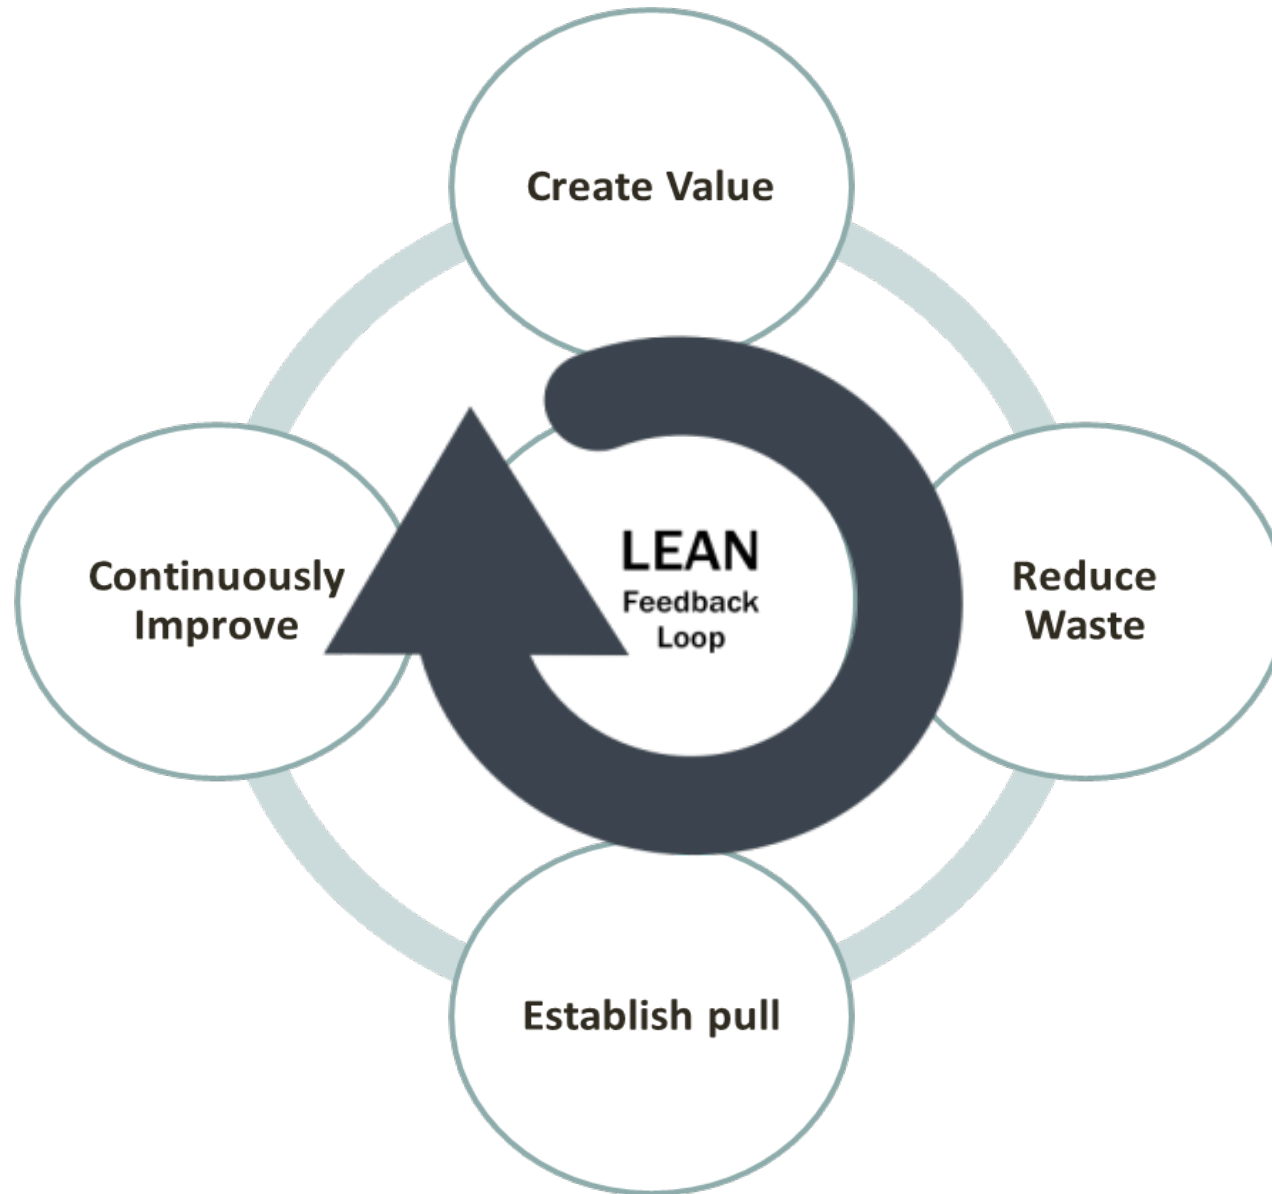 Create Value
Continuously
Improve
LEAN
Feedback
Loop
Reduce
Waste
Establish pull